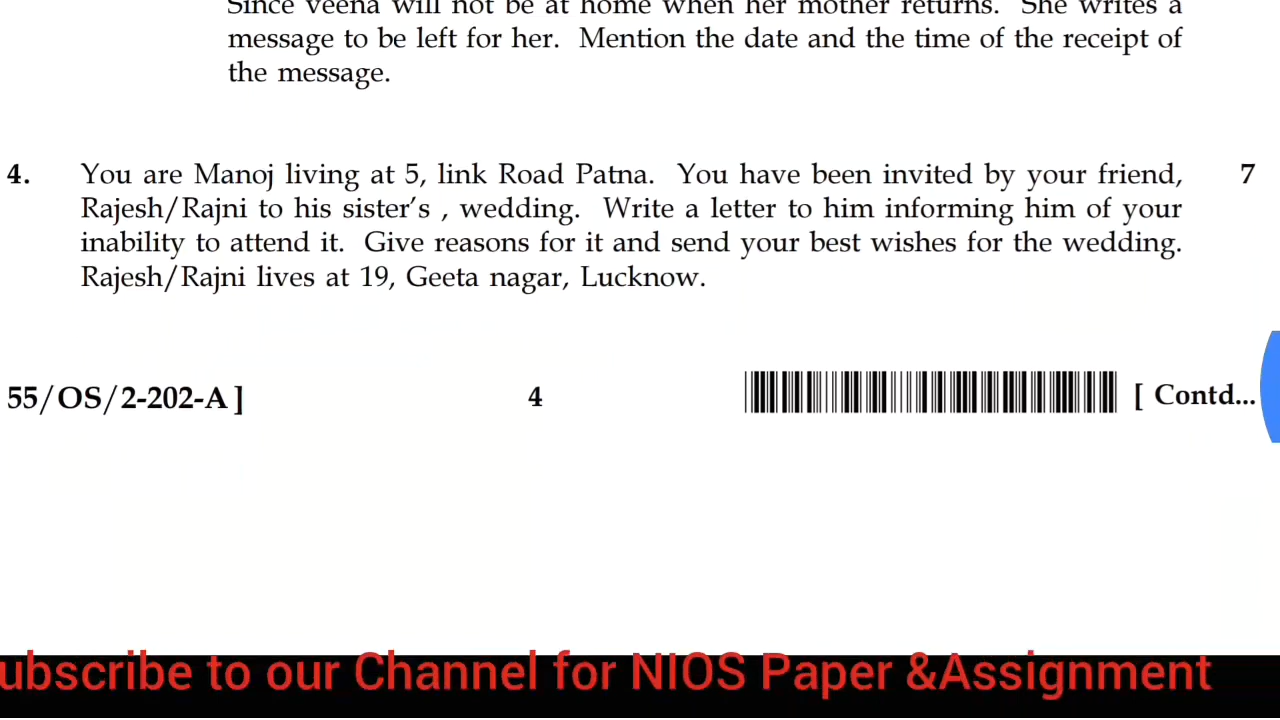 Since veena will not be at home when her mother returns. She writes a
message to be left for her. Mention the date and the time of the receipt of
the message.
4. You are Manoj living at 5, link Road Patna. You have been invited by your friend, 7
Rajesh/Rajni to his sister's , wedding. Write a letter to him informing him of your
inability to attend it. Give reasons for it and send your best wishes for the wedding.
Rajesh/Rajni lives at 19, Geeta nagar, Lucknow.
55/OS/2-202-A ] 4 [ Contd...
ubscribe to our Channel for NIOS Paper &Assignment